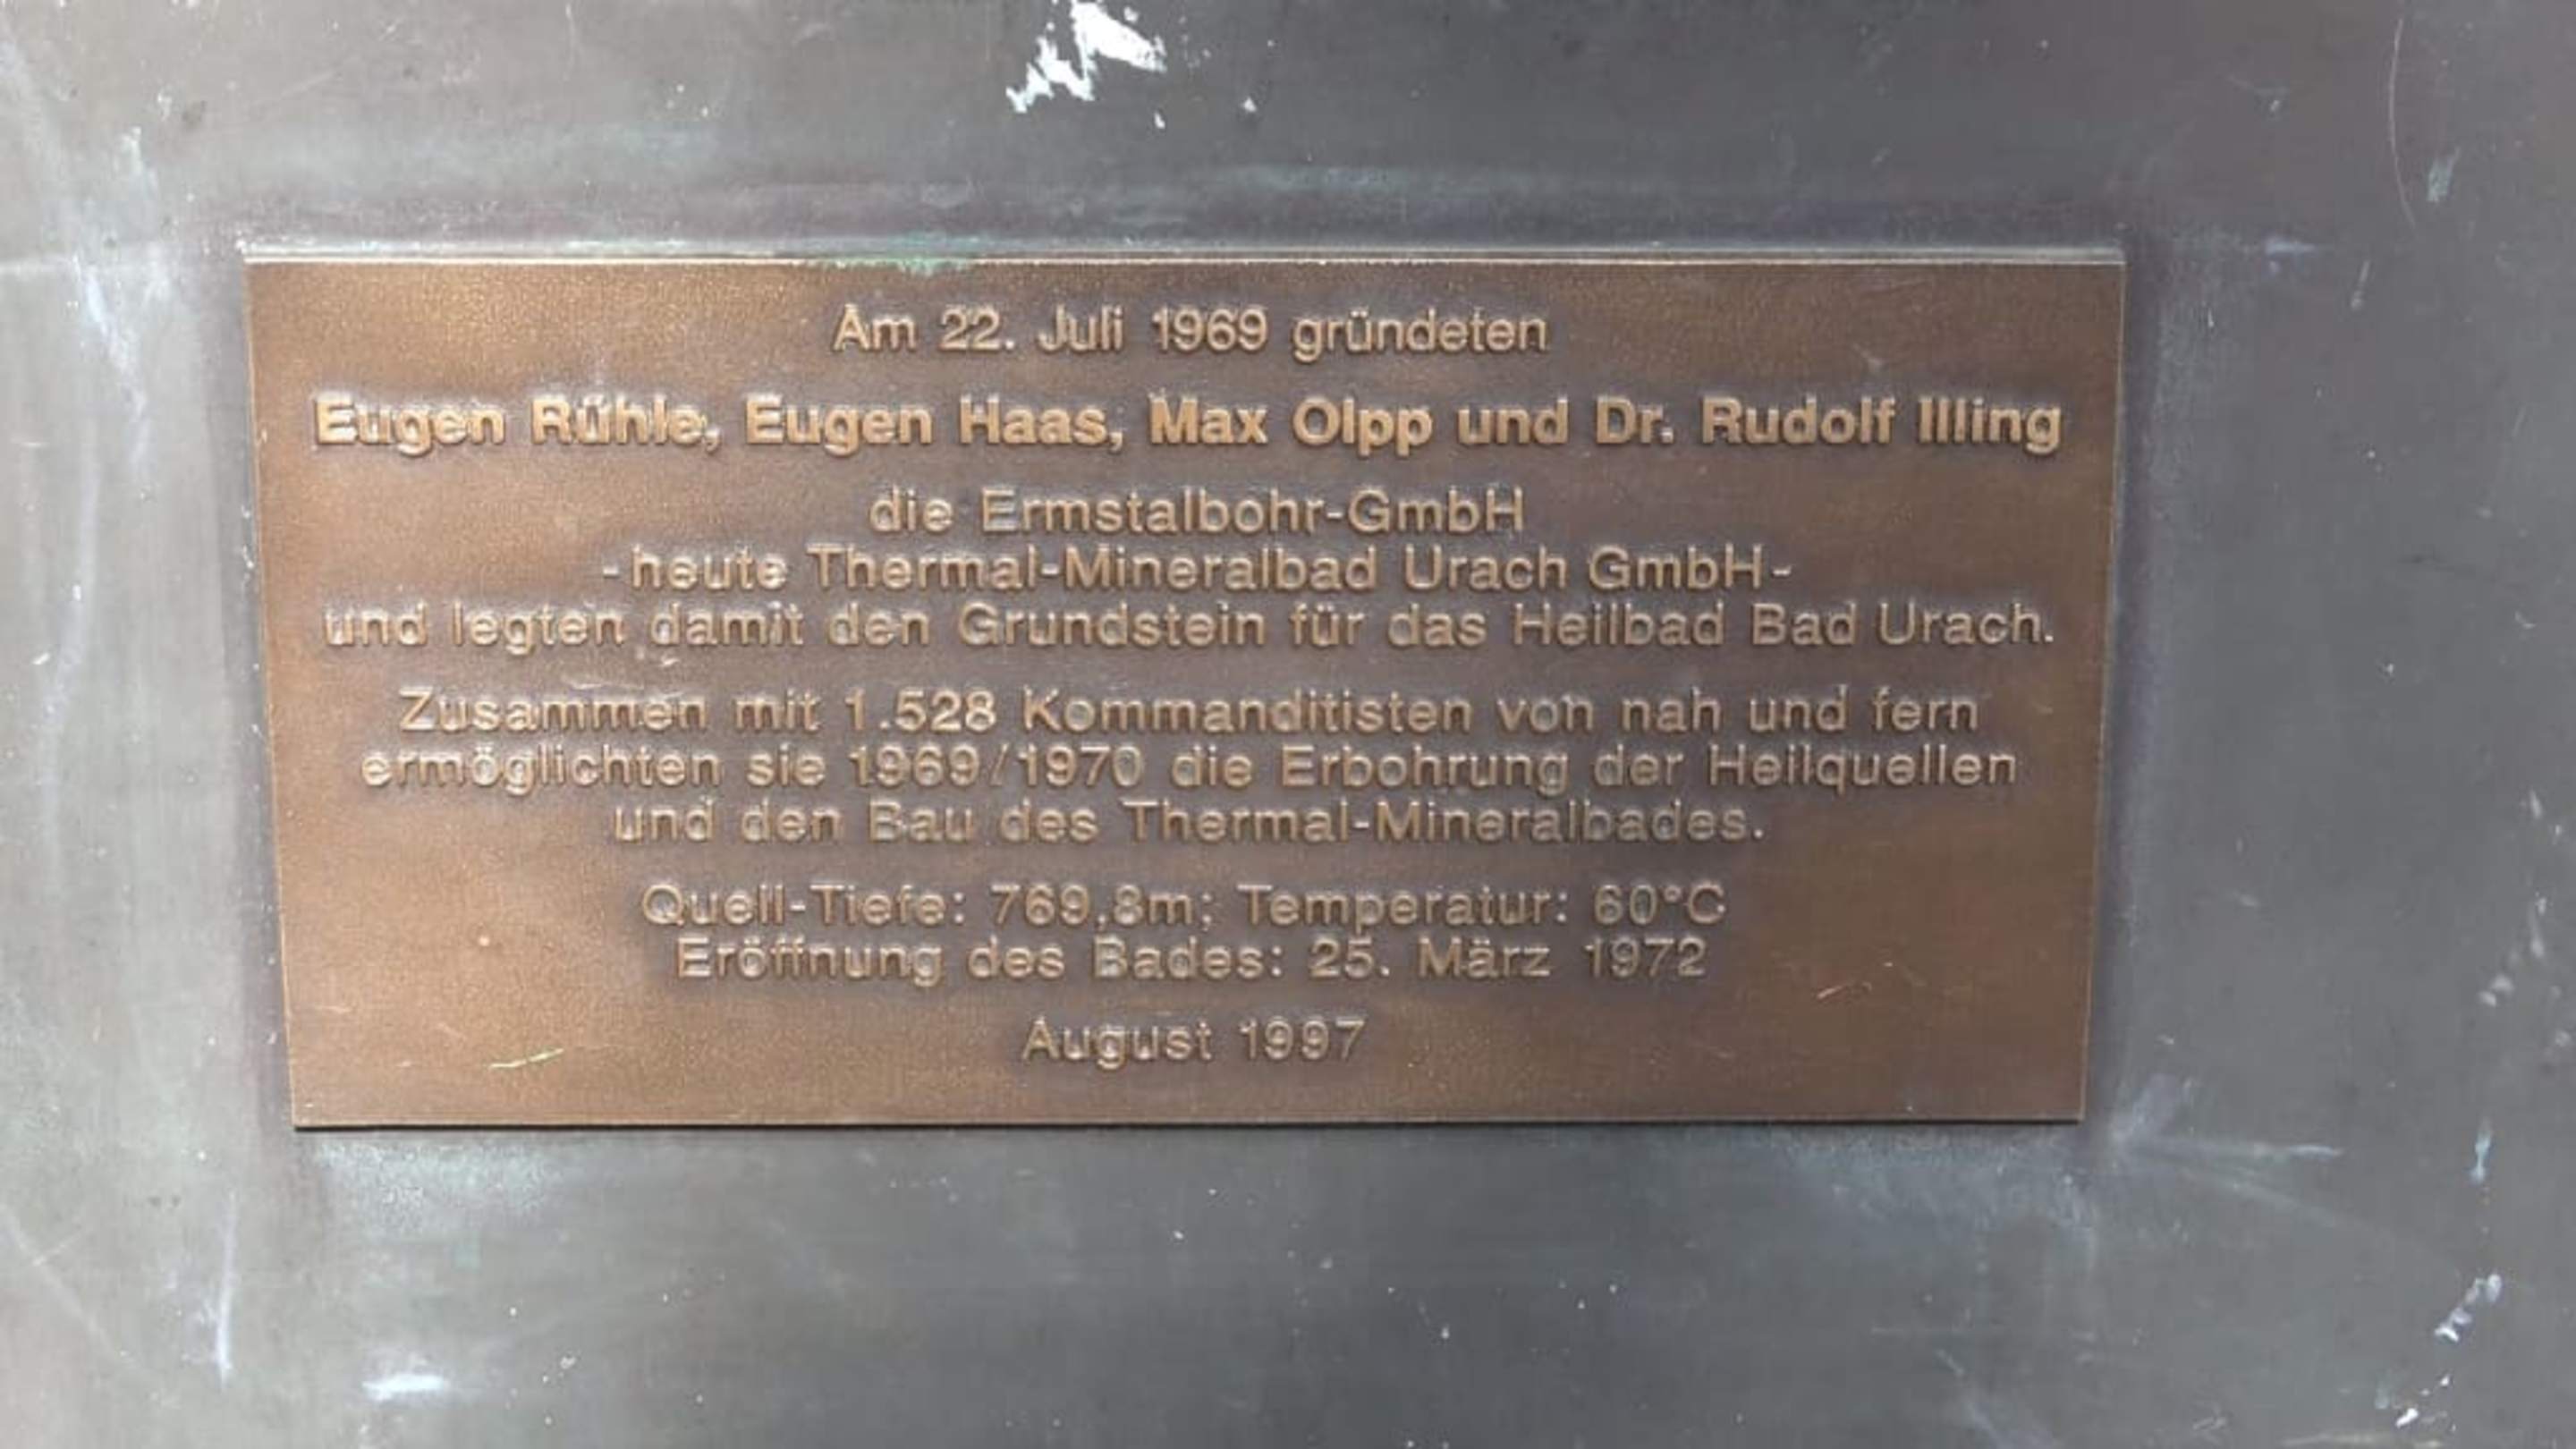 Am 22. Juli 1969 gründeten
Eugen Rühle, Eugen Haas, Max Olpp und Dr. Rudolf Illing
die Ermstalbohr-GmbH
- heute Thermal-Mineralbad Urach GmbH -
und legten damit den Grundstein für das Heilbad Bad Urach.
Zusammen mit 1.528 Kommanditisten von nah und fern
ermöglichten sie 1969/1970 die Erbohrung der Heilquellen
und den Bau des Thermal-Mineralbades.
Quell-Tiefe: 769,8m; Temperatur: 60°C
Eröffnung des Bades: 25. März 1972
August 1997